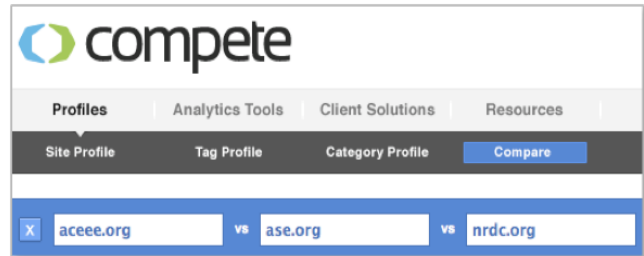 compete
Profiles Analytics Tools Client Solutions Resources
Site Profile Tag Profile Category Profile Compare
X aceee.org vs ase.org vs nrdc.org